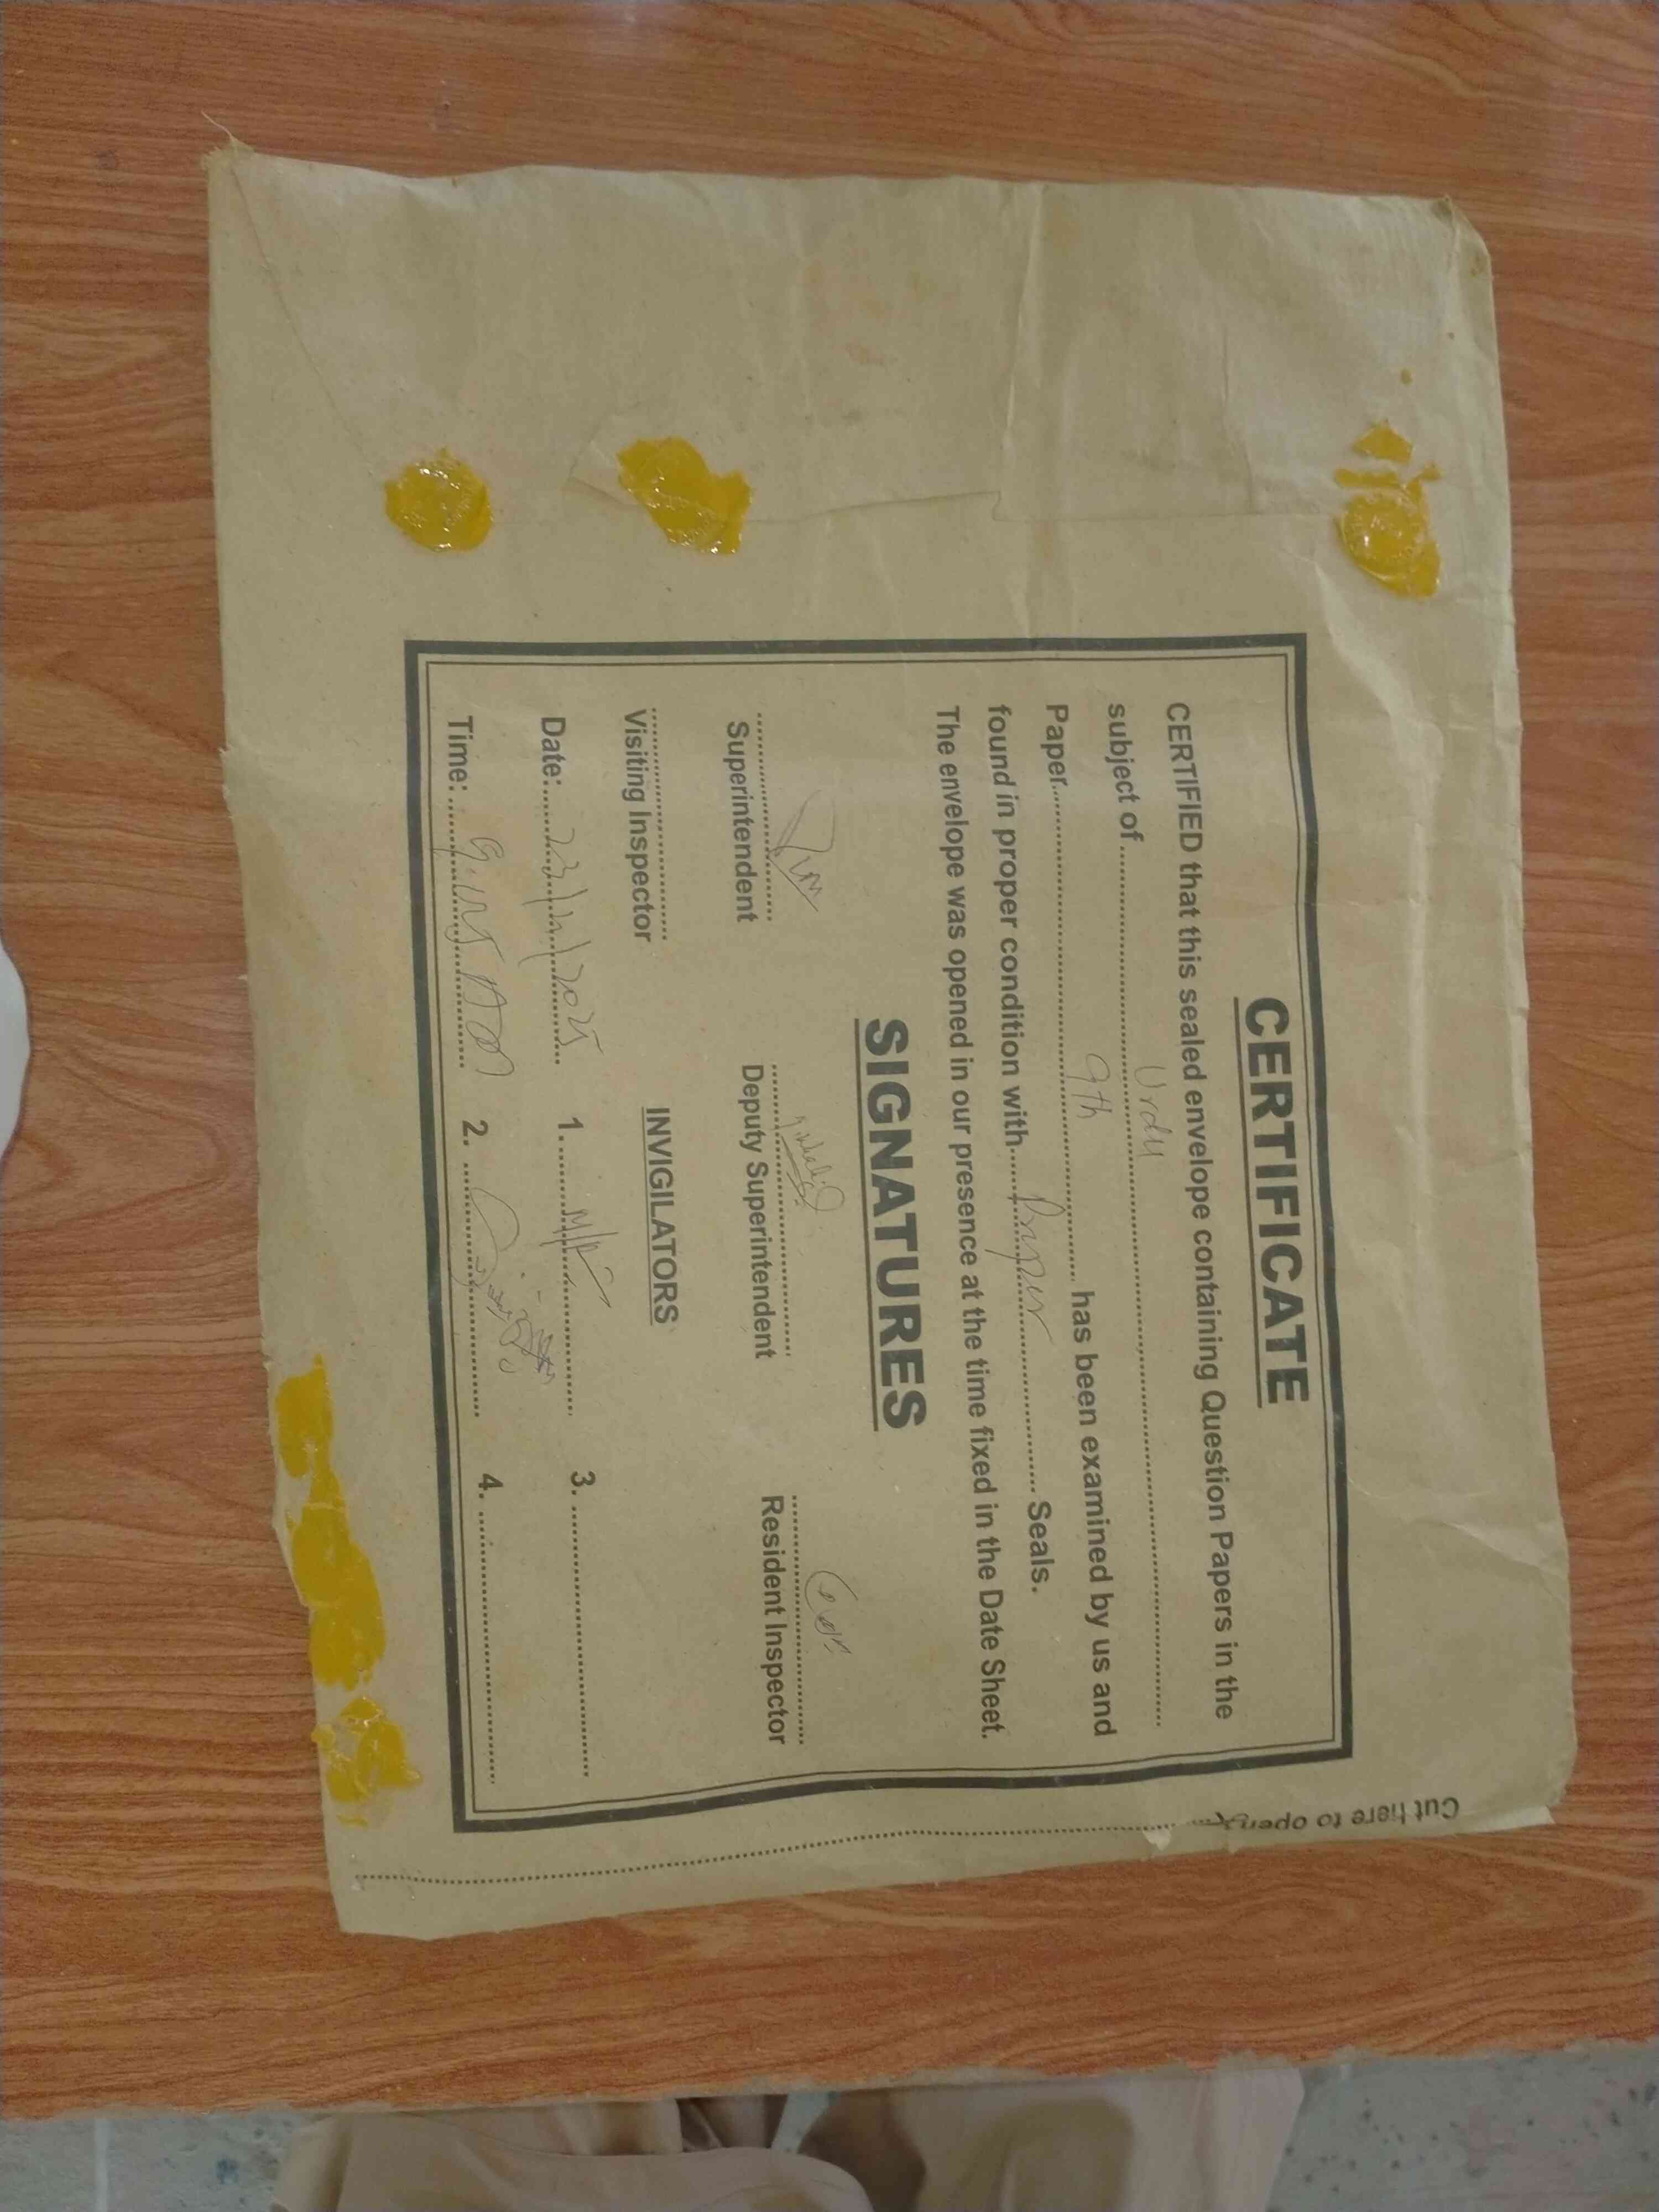 CERTIFICATE
CERTIFIED that this sealed envelope containing Question Papers in the
subject of Urdu
Paper 9th has been examined by us and
found in proper condition with Proper Seals.
The envelope was opened in our presence at the time fixed in the Date Sheet.
SIGNATURES
Superintendent Deputy Superintendent Resident Inspector
Visiting Inspector INVIGILATORS
Date: 1. 3.
Time: 2. 4.
Cut here to open